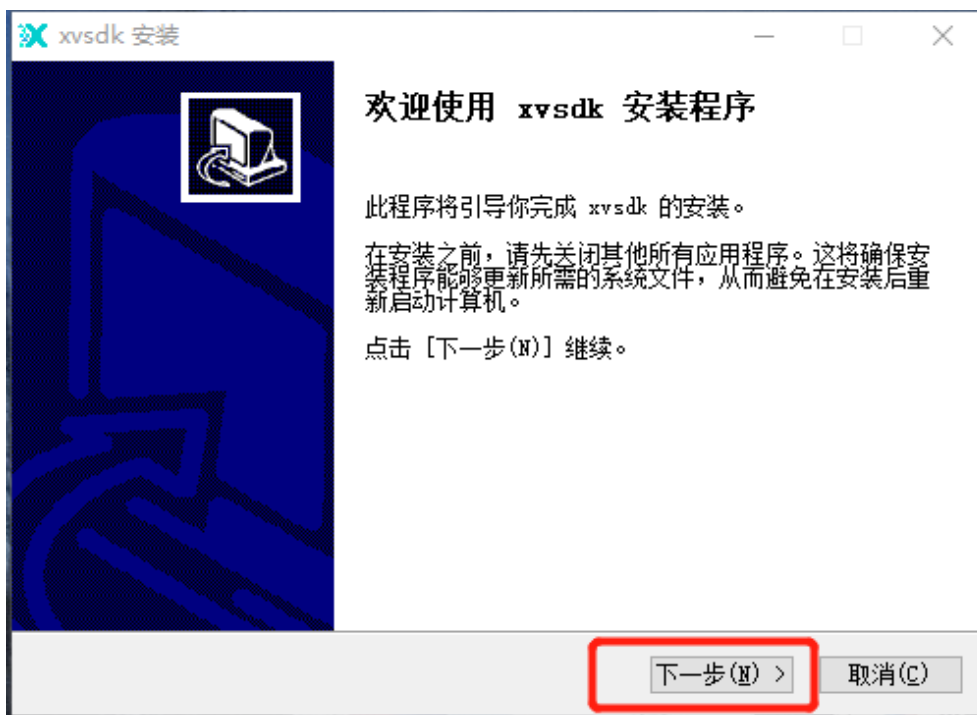 xvsdk 安装
欢迎使用 xvsdk 安装程序
此程序将引导你完成 xvsdk 的安装。
在安装之前，请先关闭其他所有应用程序。这将确保安
装程序能够更新所需的系统文件，从而避免在安装后重
新启动计算机。
点击 [下一步(N)] 继续。
下一步(N) >
取消(C)